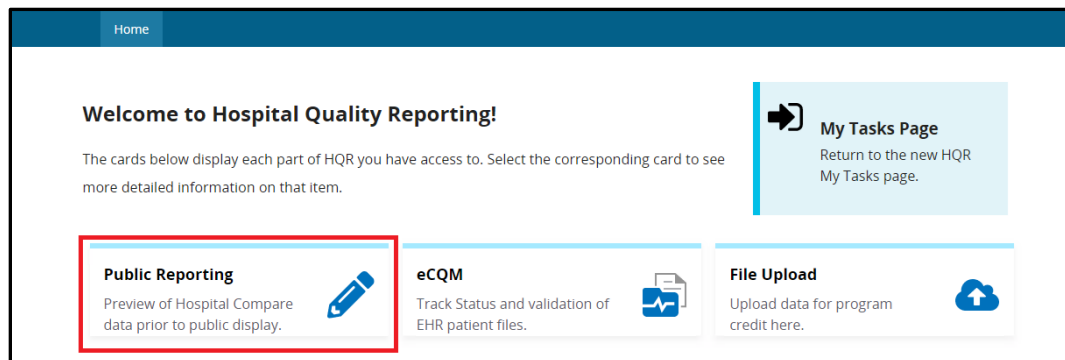 Home
Welcome to Hospital Quality Reporting!
The cards below display each part of HQR you have access to. Select the corresponding card to see
more detailed information on that item.
My Tasks Page
Return to the new HQR
My Tasks page.
Public Reporting
Preview of Hospital Compare
data prior to public display.
eCQM
Track Status and validation of
EHR patient files.
File Upload
Upload data for program
credit here.